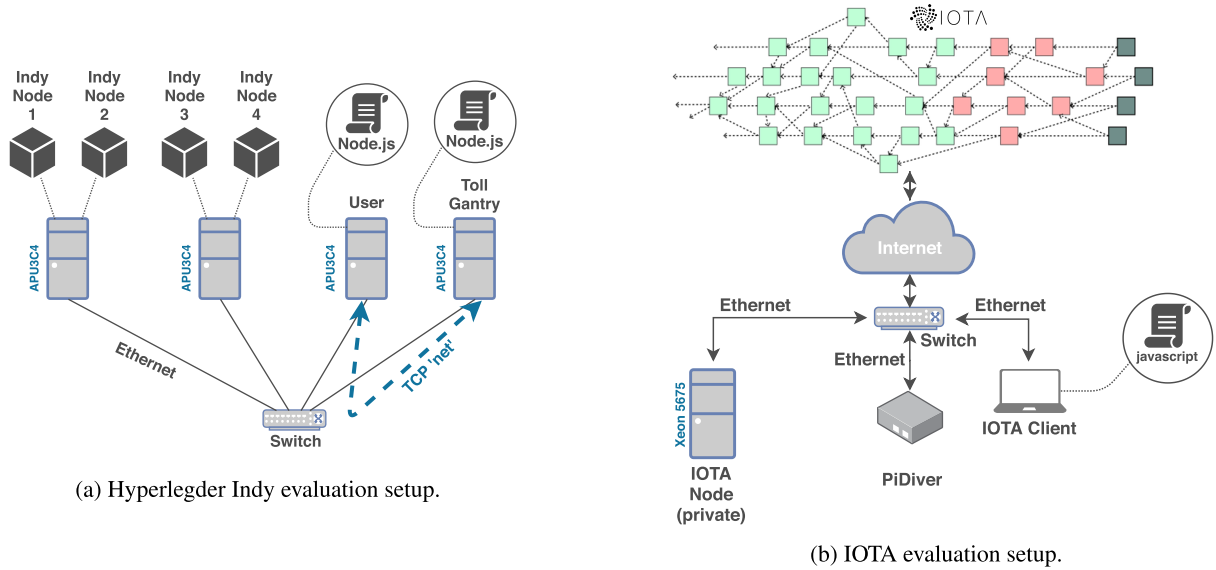 Indy
Node
1
Indy
Node
2
Indy
Node
3
Indy
Node
4
Node.js
Node.js
User
Toll
Gantry
APU3C4
APU3C4
APU3C4
APU3C4
Ethernet
TCP 'net'
Switch
(a) Hyperlegder Indy evaluation setup.
IOTA
Internet
Ethernet
Ethernet
Switch
Ethernet
javascript
Xeon 5675
IOTA Client
IOTA
Node
(private)
PiDiver
(b) IOTA evaluation setup.